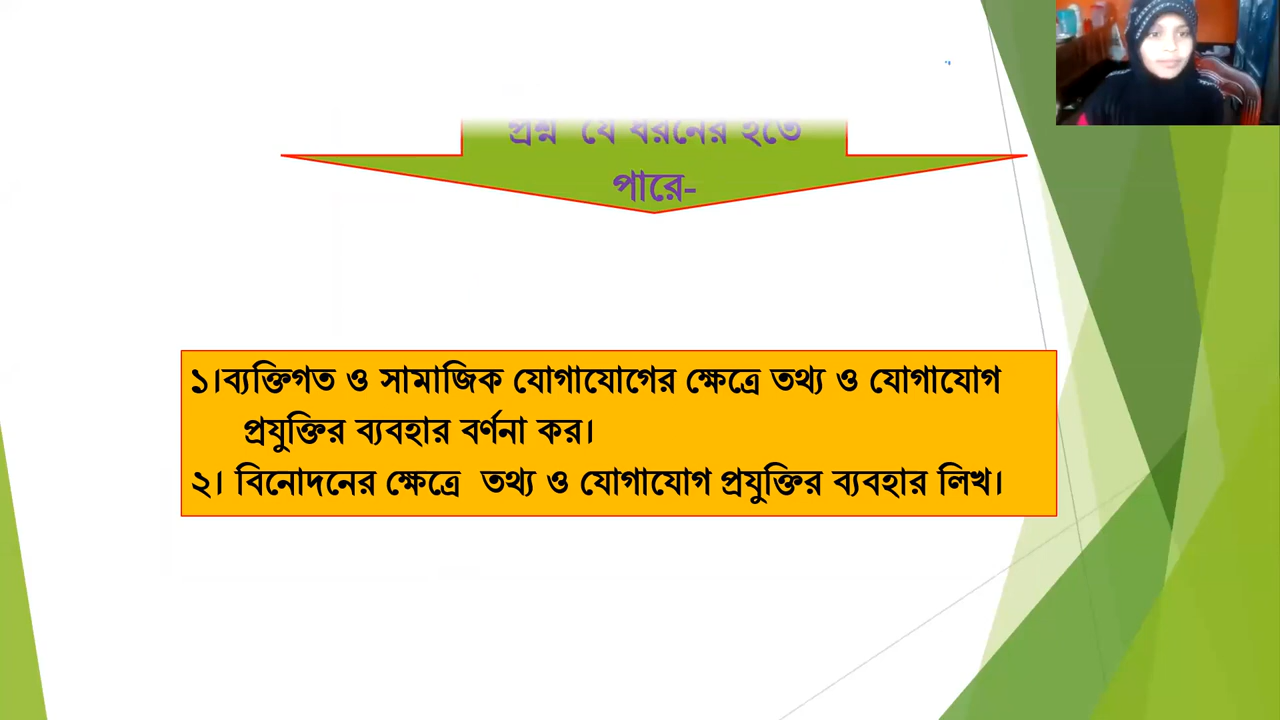 প্রশ্ন যে ধরনের হতে
পারে-
১।ব্যক্তিগত ও সামাজিক যোগাযোগের ক্ষেত্রে তথ্য ও যোগাযোগ
প্রযুক্তির ব্যবহার বর্ণনা কর।
২। বিনোদনের ক্ষেত্রে তথ্য ও যোগাযোগ প্রযুক্তির ব্যবহার লিখ।